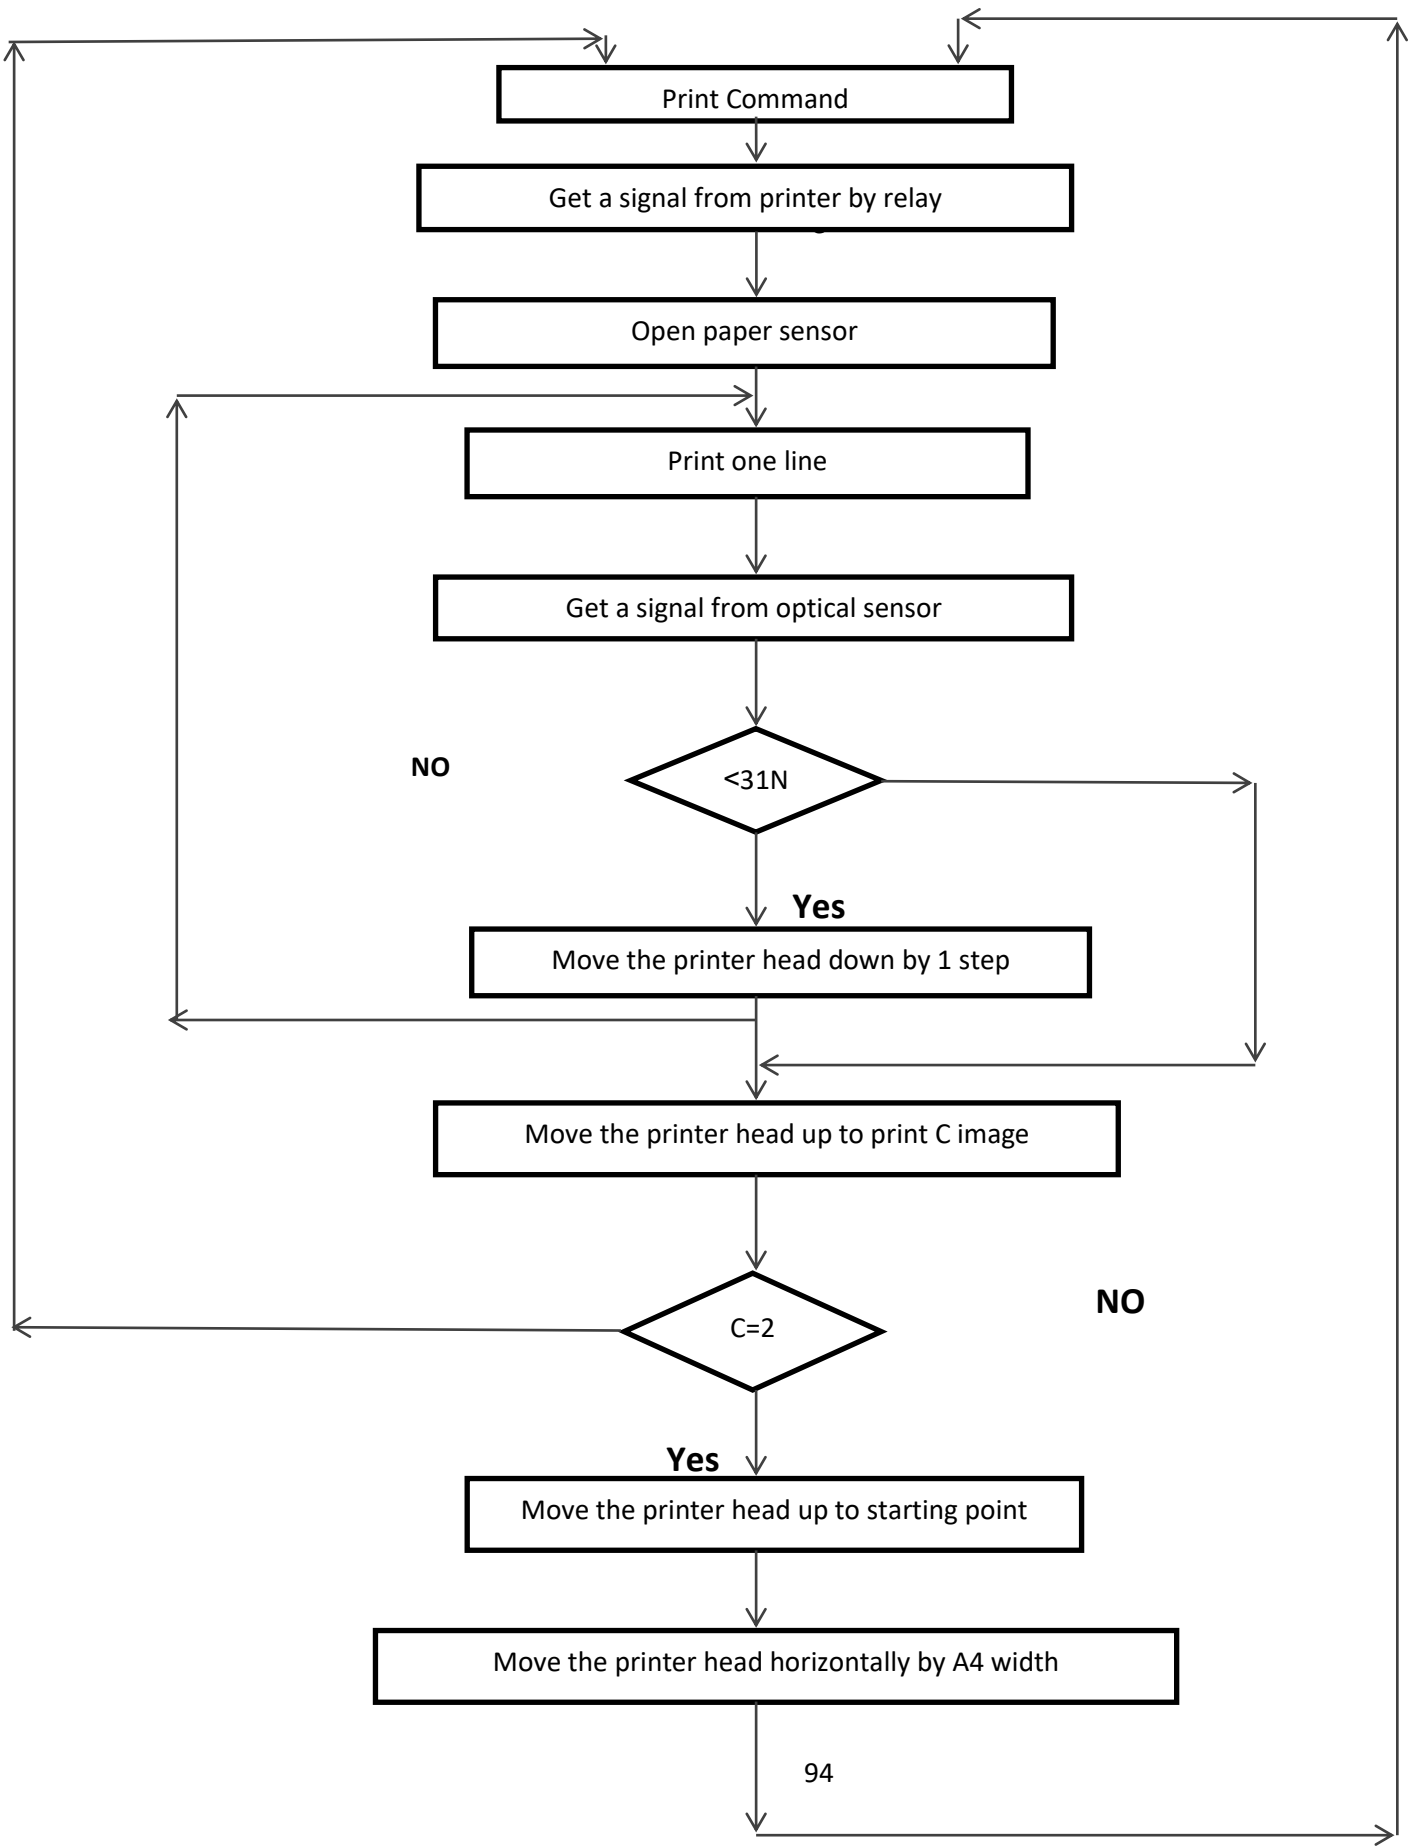 Print Command
Get a signal from printer by relay
Open paper sensor
Print one line
Get a signal from optical sensor
NO
<31N
Yes
Move the printer head down by 1 step
Move the printer head up to print C image
NO
C=2
Yes
Move the printer head up to starting point
Move the printer head horizontally by A4 width
94